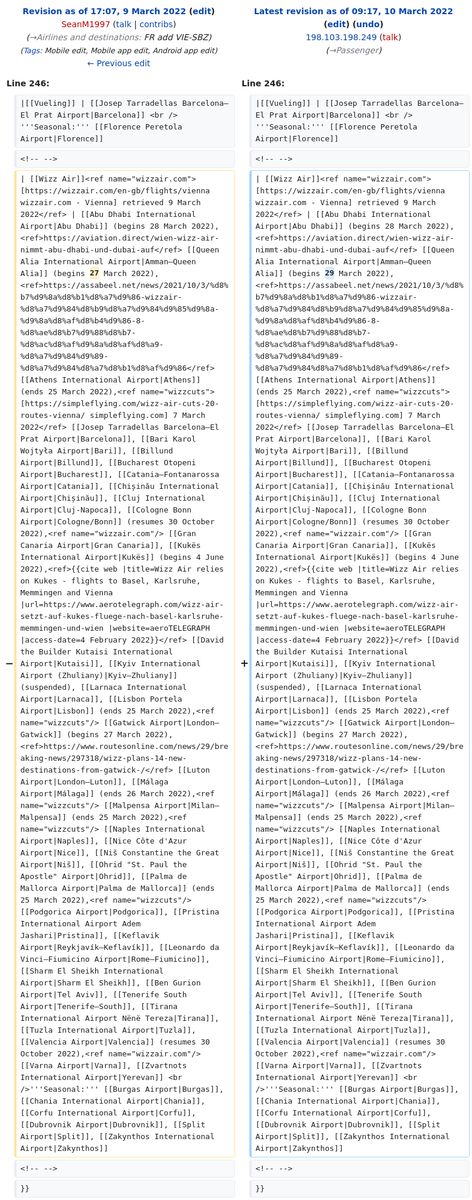 Revision as of 17:07, 9 March 2022 (edit)
SeanM1997 (talk | contribs)
(→Airlines and destinations: FR add VIE-SBZ)
(Tags: Mobile edit, Mobile app edit, Android app edit)
← Previous edit
Line 246:
|[[Vueling]] | [[Josep Tarradellas Barcelona–
El Prat Airport|Barcelona]] <br />
'''Seasonal:''' [[Florence Peretola
Airport|Florence]]
<!-- -->
−
| [[Wizz Air]]<ref name="wizzair.com">
[https://wizzair.com/en-gb/flights/vienna
wizzair.com - Vienna] retrieved 9 March
2022</ref> | [[Abu Dhabi International
Airport|Abu Dhabi]] (begins 28 March 2022),
<ref>https://aviation.direct/wien-wizz-air-
nimmt-abu-dhabi-und-dubai-auf</ref> [[Queen
Alia International Airport|Amman–Queen
Alia]] (begins 27 March 2022),
<ref>https://assabeel.net/news/2021/10/3/%d8%
b7%d9%8a%d8%b1%d8%a7%d9%86-wizzair-
%d8%a7%d9%84%d8%b9%d8%a7%d9%84%d9%85%d9%8a-
%d9%8a%d8%af%d8%b4%d9%86-8-
%d8%ae%d8%b7%d9%88%d8%b7-
%d8%ac%d8%af%d9%8a%d8%af%d8%a9-
%d8%a7%d9%84%d9%89-
%d8%a7%d9%84%d8%a7%d8%b1%d8%af%d9%86</ref>
[[Athens International Airport|Athens]]
(ends 25 March 2022),<ref name="wizzcuts">
[https://simpleflying.com/wizz-air-cuts-20-
routes-vienna/ simpleflying.com] 7 March
2022</ref> [[Josep Tarradellas Barcelona–El
Prat Airport|Barcelona]], [[Bari Karol
Wojtyła Airport|Bari]], [[Billund
Airport|Billund]], [[Bucharest Otopeni
Airport|Bucharest]], [[Catania–Fontanarossa
Airport|Catania]], [[Chișinău International
Airport|Chișinău]], [[Cluj International
Airport|Cluj-Napoca]], [[Cologne Bonn
Airport|Cologne/Bonn]] (resumes 30 October
2022),<ref name="wizzair.com"/> [[Gran
Canaria Airport|Gran Canaria]], [[Kukës
International Airport|Kukës]] (begins 4 June
2022),<ref>{{cite web |title=Wizz Air relies
on Kukes - flights to Basel, Karlsruhe,
Memmingen and Vienna
|url=https://www.aerotelegraph.com/wizz-air-
setzt-auf-kukes-fluege-nach-basel-karlsruhe-
memmingen-und-wien |website=aeroTELEGRAPH
|access-date=4 February 2022}}</ref> [[David
the Builder Kutaisi International
Airport|Kutaisi]], [[Kyiv International
Airport (Zhuliany)|Kyiv–Zhuliany]]
(suspended), [[Larnaca International
Airport|Larnaca]], [[Lisbon Portela
Airport|Lisbon]] (ends 25 March 2022),<ref
name="wizzcuts"/> [[Gatwick Airport|London–
Gatwick]] (begins 27 March 2022),
<ref>https://www.routesonline.com/news/29/bre
aking-news/297318/wizz-plans-14-new-
destinations-from-gatwick-/</ref> [[Luton
Airport|London–Luton]], [[Málaga
Airport|Málaga]] (ends 26 March 2022),<ref
name="wizzcuts"/> [[Malpensa Airport|Milan–
Malpensa]] (ends 25 March 2022),<ref
name="wizzcuts"/> [[Naples International
Airport|Naples]], [[Nice Côte d'Azur
Airport|Nice]], [[Niš Constantine the Great
Airport|Niš]], [[Ohrid "St. Paul the
Apostle" Airport|Ohrid]], [[Palma de
Mallorca Airport|Palma de Mallorca]] (ends
25 March 2022),<ref name="wizzcuts"/>
[[Podgorica Airport|Podgorica]], [[Pristina
International Airport Adem
Jashari|Pristina]], [[Keflavik
Airport|Reykjavík–Keflavík]], [[Leonardo da
Vinci–Fiumicino Airport|Rome–Fiumicino]],
[[Sharm El Sheikh International
Airport|Sharm El Sheikh]], [[Ben Gurion
Airport|Tel Aviv]], [[Tenerife South
Airport|Tenerife–South]], [[Tirana
International Airport Nënë Tereza|Tirana]],
[[Tuzla International Airport|Tuzla]],
[[Valencia Airport|Valencia]] (resumes 30
October 2022),<ref name="wizzair.com"/>
[[Varna Airport|Varna]], [[Zvartnots
International Airport|Yerevan]] <br
/>'''Seasonal:''' [[Burgas Airport|Burgas]],
[[Chania International Airport|Chania]],
[[Corfu International Airport|Corfu]],
[[Dubrovnik Airport|Dubrovnik]], [[Split
Airport|Split]], [[Zakynthos International
Airport|Zakynthos]]
<!-- -->
}}
Latest revision as of 09:17, 10 March 2022
(edit) (undo)
198.103.198.249 (talk)
(→Passenger)
Line 246:
|[[Vueling]] | [[Josep Tarradellas Barcelona–
El Prat Airport|Barcelona]] <br />
'''Seasonal:''' [[Florence Peretola
Airport|Florence]]
<!-- -->
+
| [[Wizz Air]]<ref name="wizzair.com">
[https://wizzair.com/en-gb/flights/vienna
wizzair.com - Vienna] retrieved 9 March
2022</ref> | [[Abu Dhabi International
Airport|Abu Dhabi]] (begins 28 March 2022),
<ref>https://aviation.direct/wien-wizz-air-
nimmt-abu-dhabi-und-dubai-auf</ref> [[Queen
Alia International Airport|Amman–Queen
Alia]] (begins 29 March 2022),
<ref>https://assabeel.net/news/2021/10/3/%d8%
b7%d9%8a%d8%b1%d8%a7%d9%86-wizzair-
%d8%a7%d9%84%d8%b9%d8%a7%d9%84%d9%85%d9%8a-
%d9%8a%d8%af%d8%b4%d9%86-8-
%d8%ae%d8%b7%d9%88%d8%b7-
%d8%ac%d8%af%d9%8a%d8%af%d8%a9-
%d8%a7%d9%84%d9%89-
%d8%a7%d9%84%d8%a7%d8%b1%d8%af%d9%86</ref>
[[Athens International Airport|Athens]]
(ends 25 March 2022),<ref name="wizzcuts">
[https://simpleflying.com/wizz-air-cuts-20-
routes-vienna/ simpleflying.com] 7 March
2022</ref> [[Josep Tarradellas Barcelona–El
Prat Airport|Barcelona]], [[Bari Karol
Wojtyła Airport|Bari]], [[Billund
Airport|Billund]], [[Bucharest Otopeni
Airport|Bucharest]], [[Catania–Fontanarossa
Airport|Catania]], [[Chișinău International
Airport|Chișinău]], [[Cluj International
Airport|Cluj-Napoca]], [[Cologne Bonn
Airport|Cologne/Bonn]] (resumes 30 October
2022),<ref name="wizzair.com"/> [[Gran
Canaria Airport|Gran Canaria]], [[Kukës
International Airport|Kukës]] (begins 4 June
2022),<ref>{{cite web |title=Wizz Air relies
on Kukes - flights to Basel, Karlsruhe,
Memmingen and Vienna
|url=https://www.aerotelegraph.com/wizz-air-
setzt-auf-kukes-fluege-nach-basel-karlsruhe-
memmingen-und-wien |website=aeroTELEGRAPH
|access-date=4 February 2022}}</ref> [[David
the Builder Kutaisi International
Airport|Kutaisi]], [[Kyiv International
Airport (Zhuliany)|Kyiv–Zhuliany]]
(suspended), [[Larnaca International
Airport|Larnaca]], [[Lisbon Portela
Airport|Lisbon]] (ends 25 March 2022),<ref
name="wizzcuts"/> [[Gatwick Airport|London–
Gatwick]] (begins 27 March 2022),
<ref>https://www.routesonline.com/news/29/bre
aking-news/297318/wizz-plans-14-new-
destinations-from-gatwick-/</ref> [[Luton
Airport|London–Luton]], [[Málaga
Airport|Málaga]] (ends 26 March 2022),<ref
name="wizzcuts"/> [[Malpensa Airport|Milan–
Malpensa]] (ends 25 March 2022),<ref
name="wizzcuts"/> [[Naples International
Airport|Naples]], [[Nice Côte d'Azur
Airport|Nice]], [[Niš Constantine the Great
Airport|Niš]], [[Ohrid "St. Paul the
Apostle" Airport|Ohrid]], [[Palma de
Mallorca Airport|Palma de Mallorca]] (ends
25 March 2022),<ref name="wizzcuts"/>
[[Podgorica Airport|Podgorica]], [[Pristina
International Airport Adem
Jashari|Pristina]], [[Keflavik
Airport|Reykjavík–Keflavík]], [[Leonardo da
Vinci–Fiumicino Airport|Rome–Fiumicino]],
[[Sharm El Sheikh International
Airport|Sharm El Sheikh]], [[Ben Gurion
Airport|Tel Aviv]], [[Tenerife South
Airport|Tenerife–South]], [[Tirana
International Airport Nënë Tereza|Tirana]],
[[Tuzla International Airport|Tuzla]],
[[Valencia Airport|Valencia]] (resumes 30
October 2022),<ref name="wizzair.com"/>
[[Varna Airport|Varna]], [[Zvartnots
International Airport|Yerevan]] <br
/>'''Seasonal:''' [[Burgas Airport|Burgas]],
[[Chania International Airport|Chania]],
[[Corfu International Airport|Corfu]],
[[Dubrovnik Airport|Dubrovnik]], [[Split
Airport|Split]], [[Zakynthos International
Airport|Zakynthos]]
<!-- -->
}}